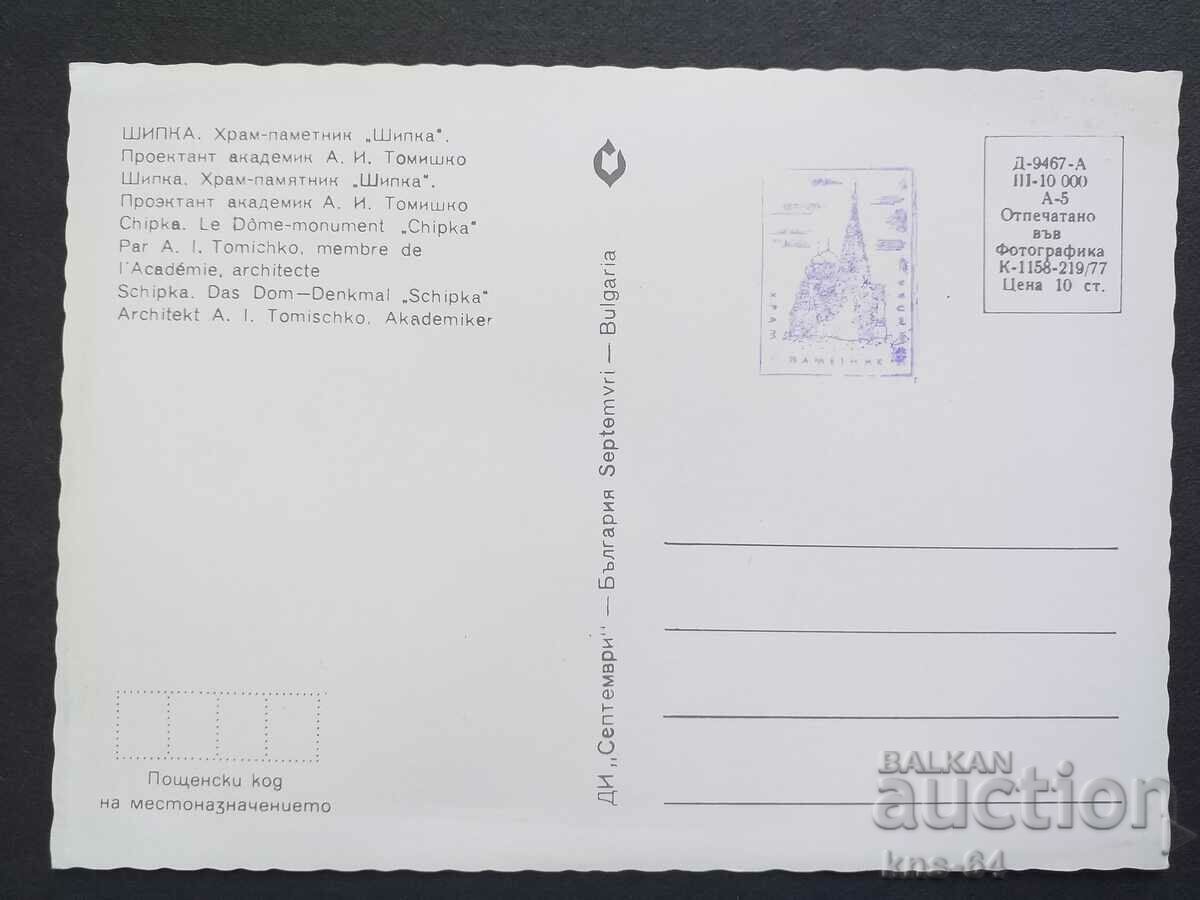 ШИПКА. Храм-паметник „Шипка“.
Проектант академик А. И. Томишко
Шипка. Храм-памятник „Шипка“.
Проэктант академик А. И. Томишко
Chipka. Le Dôme-monument „Chipka“
Par A. I. Tomichko, membre de
l'Académie, architecte
Schipka. Das Dom—Denkmal „Schipka“
Architekt A. I. Tomischko, Akademiker
Пощенски код
на местоназначението
ДИ „Септември“ — България Septemvri — Bulgaria
ХРАМ
ПАМЕТНИК
Д-9467-А
III-10 000
А-5
Отпечатано
във
Фотографика
К-1158-219/77
Цена 10 ст.
BALKAN
auction
kns-64